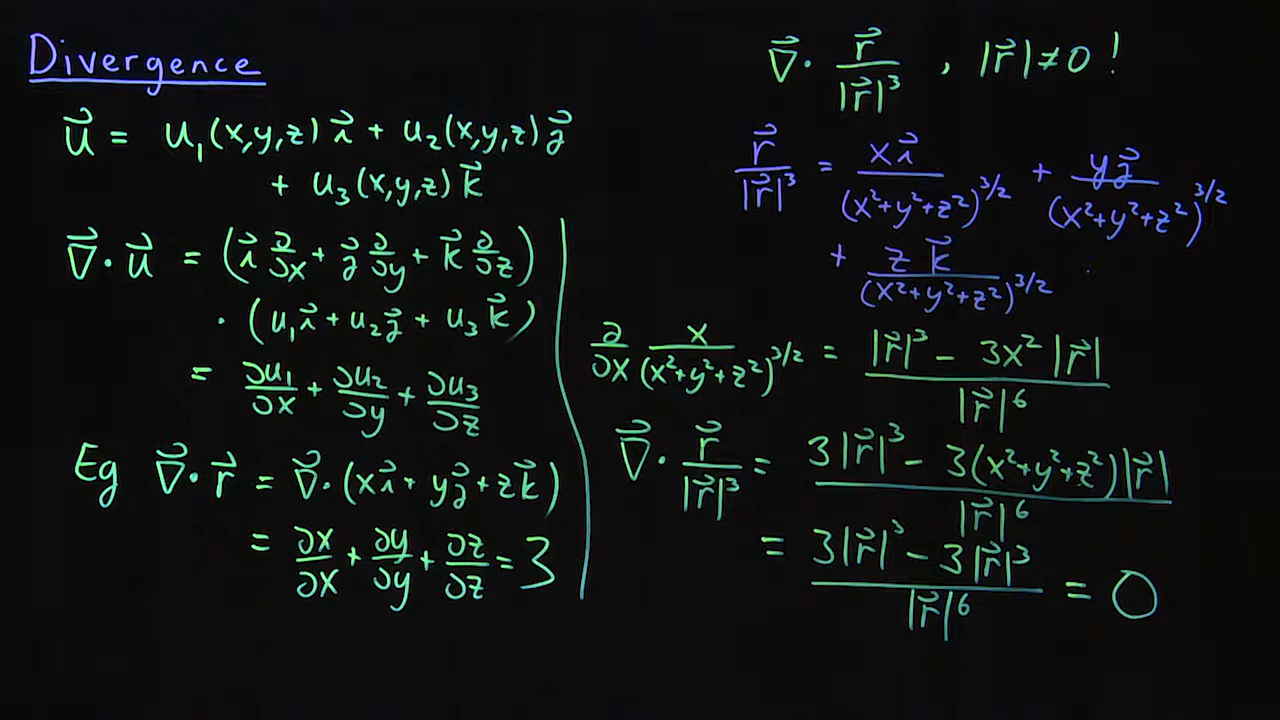 Divergence
u⃗ = u₁(x,y,z) i⃗ + u₂(x,y,z) j⃗
+ u₃(x,y,z) k⃗
∇⃗ · u⃗ = (i⃗ ∂/∂x + j⃗ ∂/∂y + k⃗ ∂/∂z)
· (u₁i⃗ + u₂j⃗ + u₃k⃗)
= ∂u₁/∂x + ∂u₂/∂y + ∂u₃/∂z
Eg ∇⃗ · r⃗ = ∇⃗ · (xi⃗ + yj⃗ + zk⃗)
= ∂x/∂x + ∂y/∂y + ∂z/∂z = 3
∇⃗ · r⃗/|r⃗|³ , |r⃗| ≠ 0 !
r⃗/|r⃗|³ = xi⃗/(x²+y²+z²)^3/2 + yj⃗/(x²+y²+z²)^3/2
+ zk⃗/(x²+y²+z²)^3/2
∂/∂x x/(x²+y²+z²)^3/2 = (|r⃗|³ − 3x²|r⃗|)/|r⃗|⁶
∇⃗ · r⃗/|r⃗|³ = (3|r⃗|³ − 3(x²+y²+z²)|r⃗|)/|r⃗|⁶
= (3|r⃗|³ − 3|r⃗|³)/|r⃗|⁶ = 0